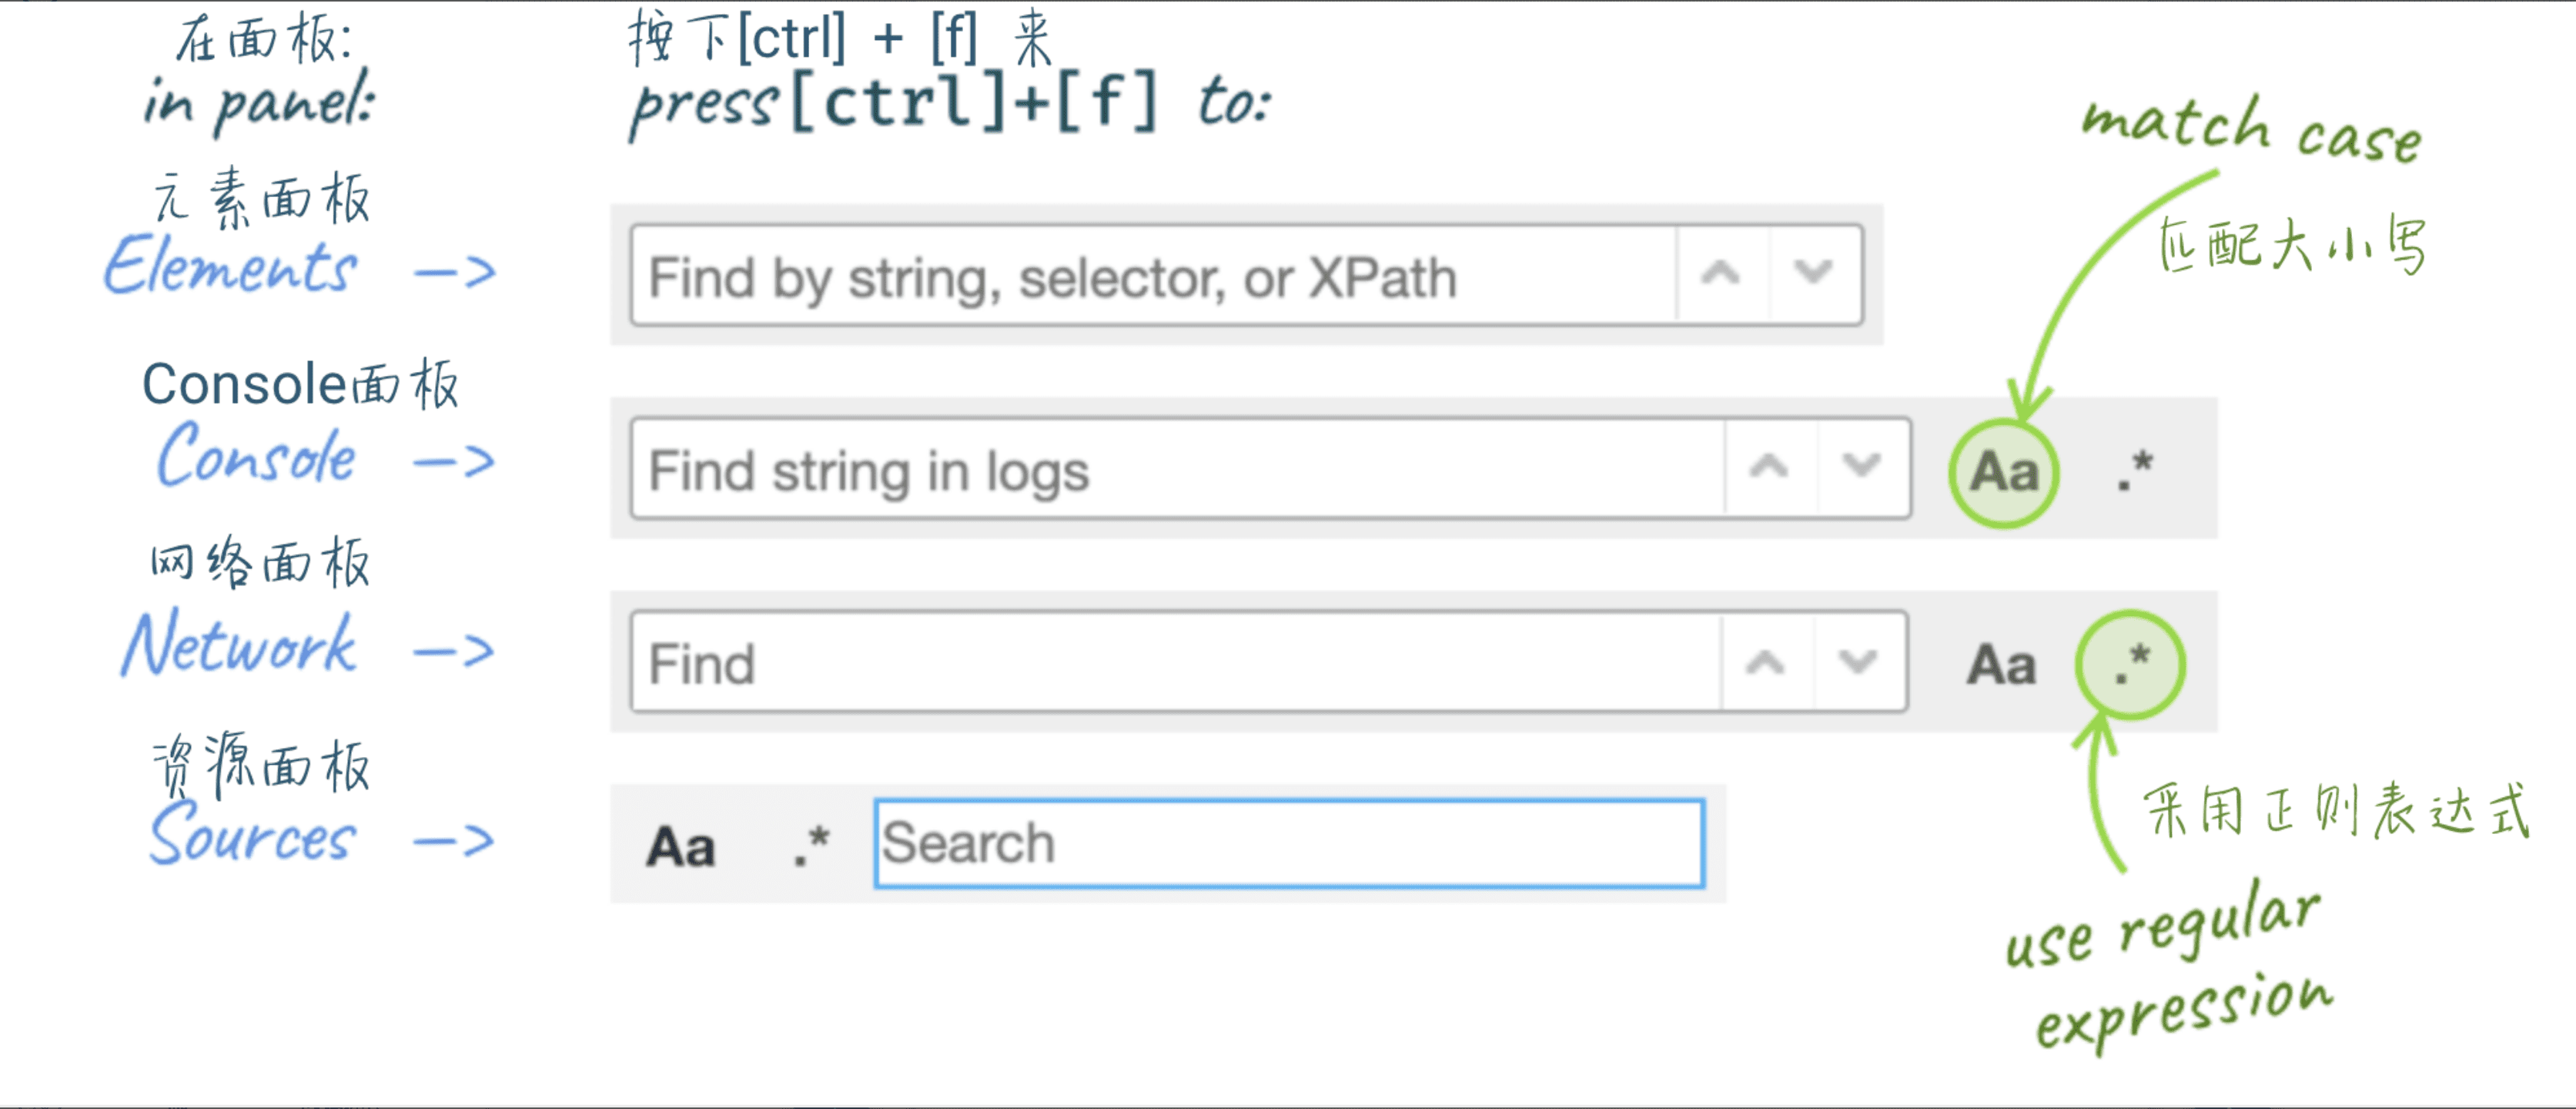 在面板:
in panel:
按下[ctrl] + [f] 来
press[ctrl]+[f] to:
match case
匹配大小写
元素面板
Elements —>
Find by string, selector, or XPath
Console面板
Console —>
Find string in logs
Aa .*
网络面板
Network —>
Find
Aa .*
资源面板
Sources —>
Aa .* Search
采用正则表达式
use regular
expression